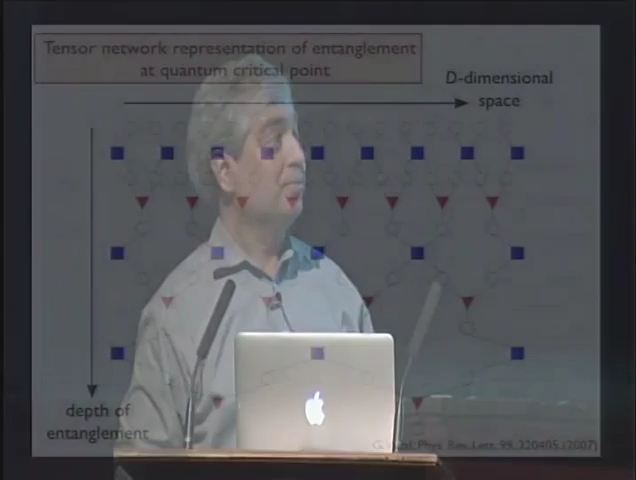 Tensor network representation of entanglement
at quantum critical point
D-dimensional
space
depth of
entanglement
G. Vidal, Phys. Rev. Lett. 99, 220405 (2007)